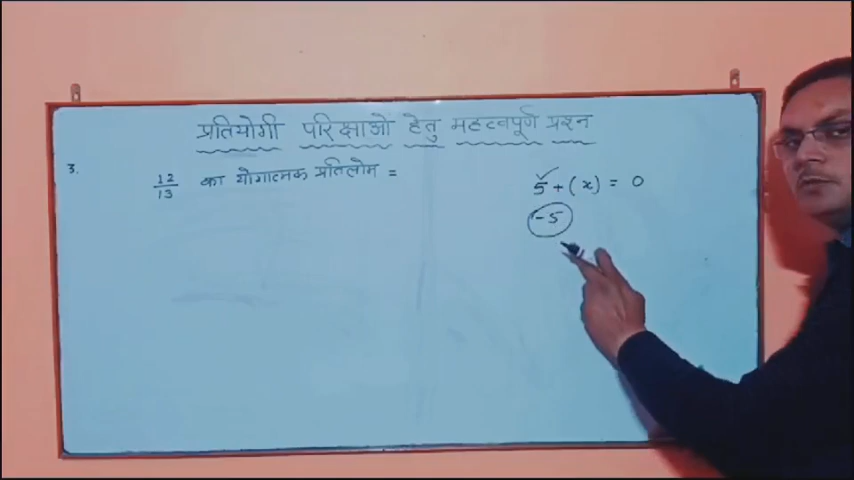 प्रतियोगी परिक्षाओ हेतु महत्वपूर्ण प्रश्न
3. 12/13 का योगात्मक प्रतिलोम =
5 + (x) = 0
-5